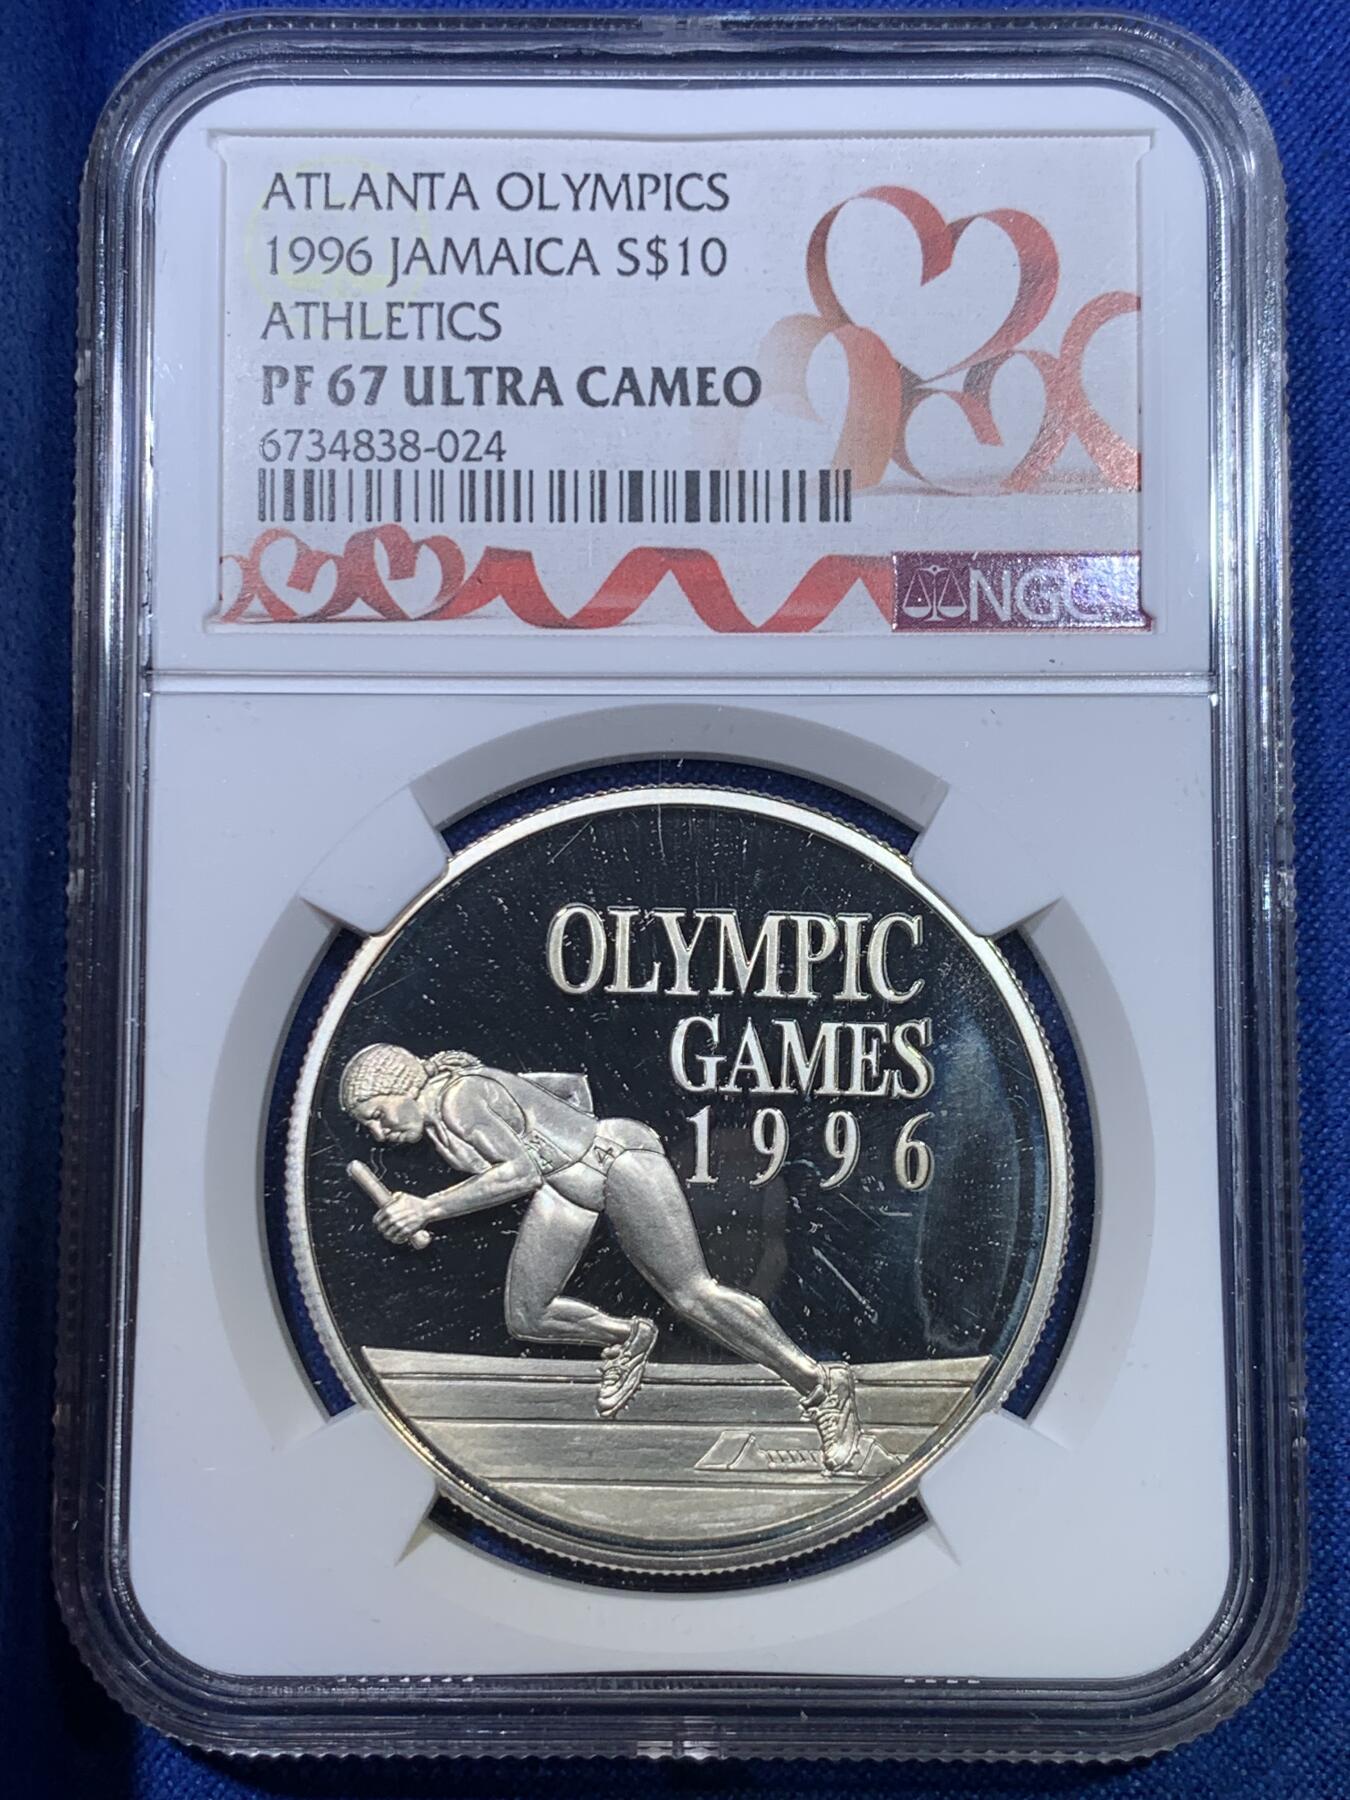 ATLANTA OLYMPICS
1996 JAMAICA S$10
ATHLETICS
PF 67 ULTRA CAMEO
6734838-024
NGC
OLYMPIC
GAMES
1996